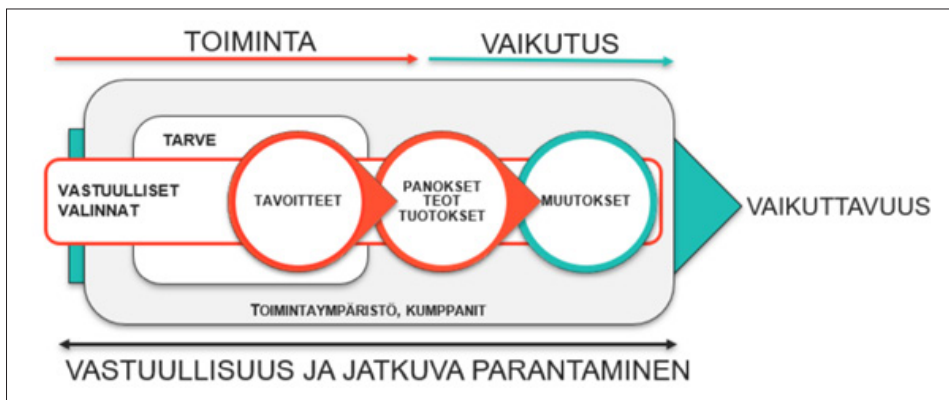 TOIMINTA
VAIKUTUS
TARVE
VASTUULLISET
VALINNAT
TAVOITTEET
PANOKSET
TEOT
TUOTOKSET
MUUTOKSET
VAIKUTTAVUUS
TOIMINTAYMPÄRISTÖ, KUMPPANIT
VASTUULLISUUS JA JATKUVA PARANTAMINEN